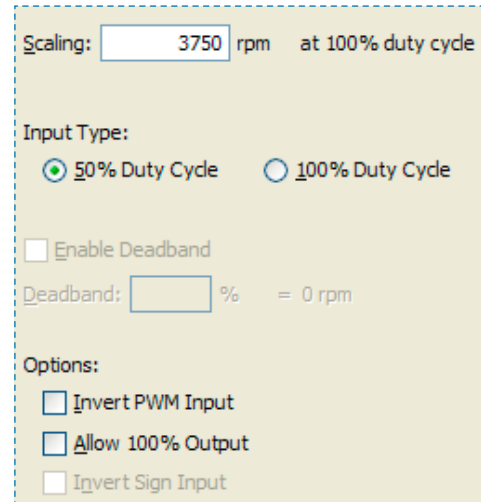 Scaling: 3750 rpm at 100% duty cycle
Input Type:
50% Duty Cycle 100% Duty Cycle
Enable Deadband
Deadband: % = 0 rpm
Options:
Invert PWM Input
Allow 100% Output
Invert Sign Input